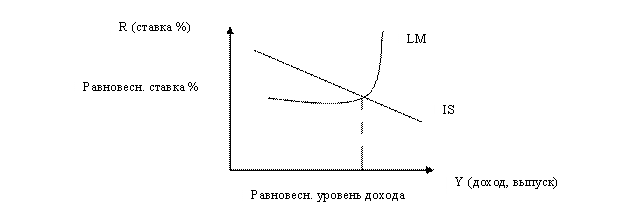 R (ставка %)
LM
Равновесн. ставка %
IS
Y (доход, выпуск)
Равновесн. уровень дохода